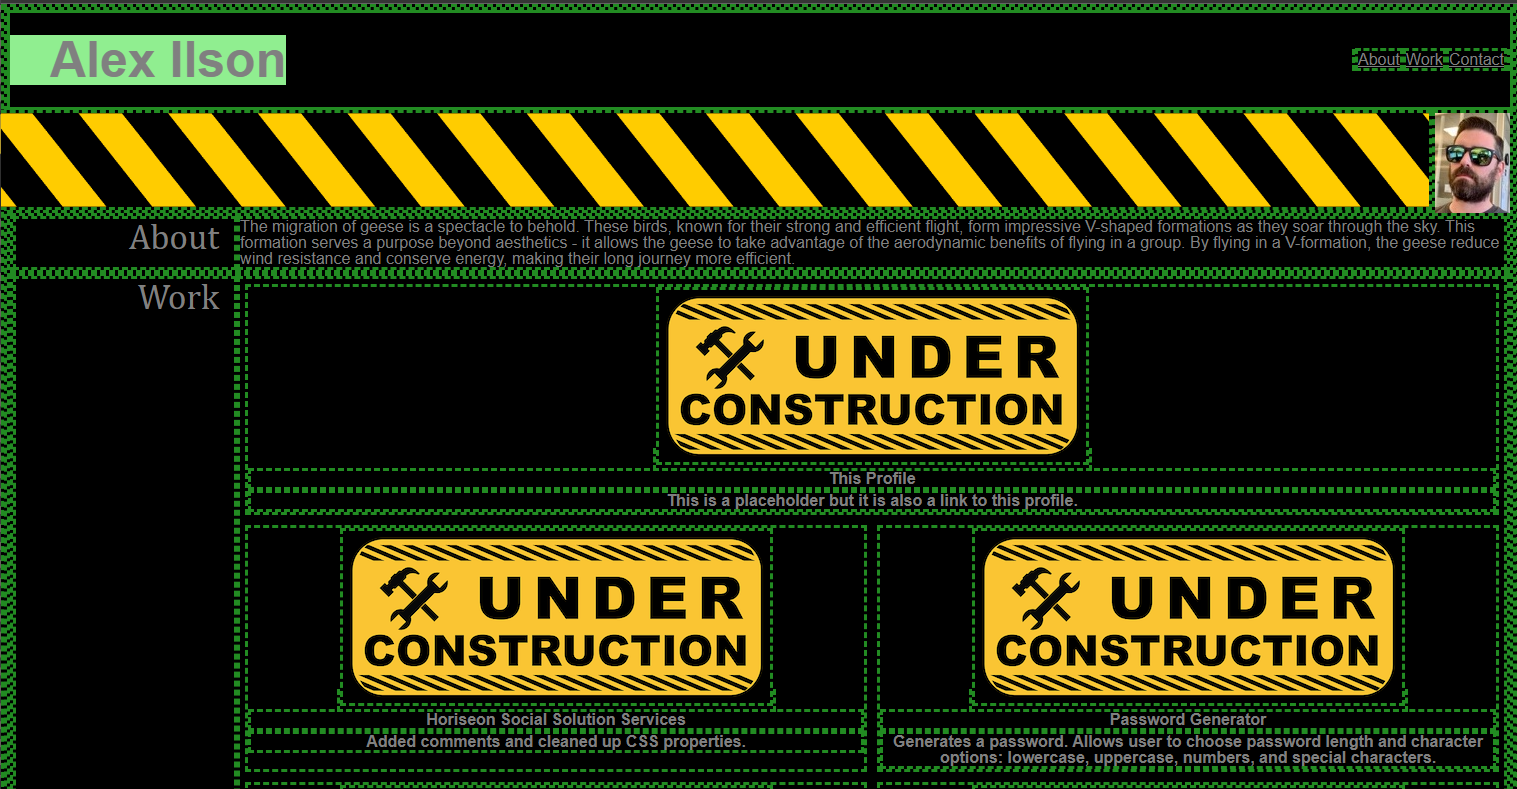 Alex Ilson
About Work Contact
About
The migration of geese is a spectacle to behold. These birds, known for their strong and efficient flight, form impressive V-shaped formations as they soar through the sky. This
formation serves a purpose beyond aesthetics - it allows the geese to take advantage of the aerodynamic benefits of flying in a group. By flying in a V-formation, the geese reduce
wind resistance and conserve energy, making their long journey more efficient.
Work
UNDER
CONSTRUCTION
This Profile
This is a placeholder but it is also a link to this profile.
UNDER
CONSTRUCTION
Horiseon Social Solution Services
Added comments and cleaned up CSS properties.
UNDER
CONSTRUCTION
Password Generator
Generates a password. Allows user to choose password length and character
options: lowercase, uppercase, numbers, and special characters.